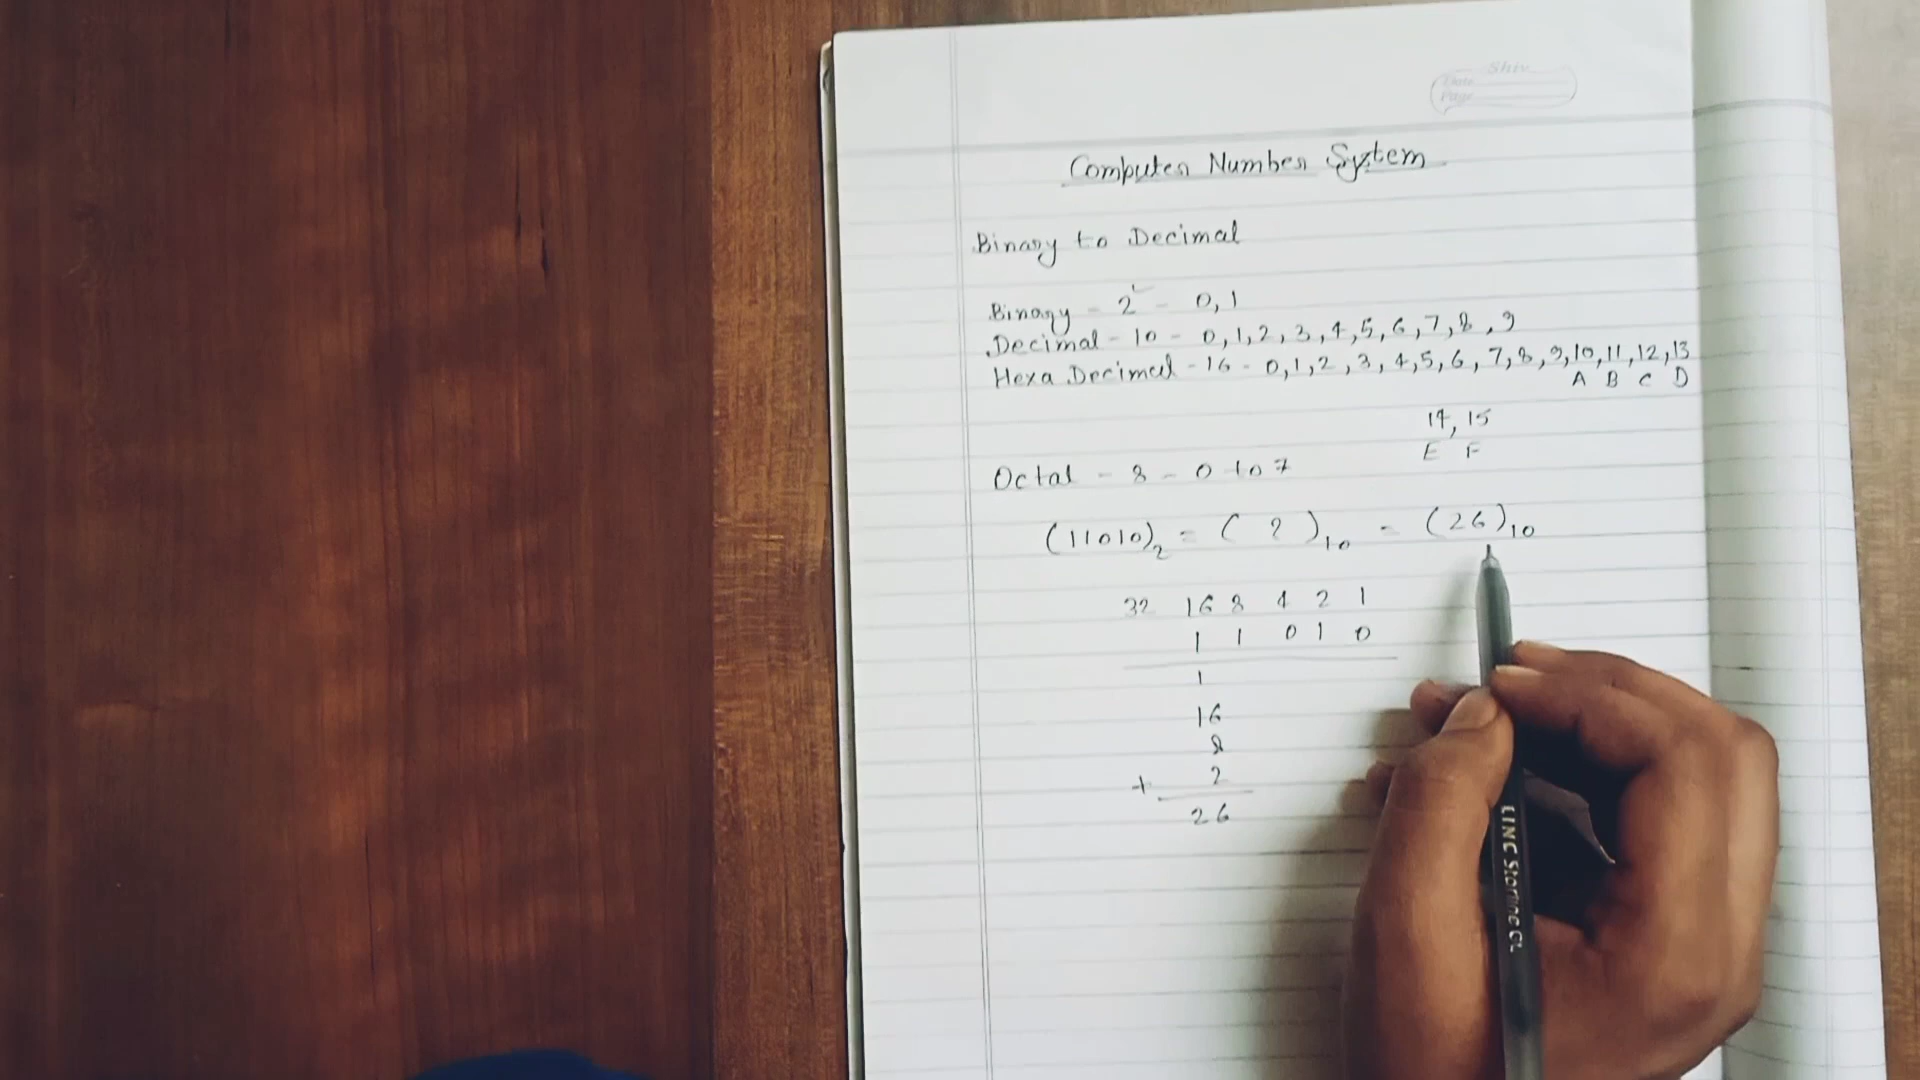 Shiv
Date
Page
Computer Number System
Binary to Decimal
Binary - 2 - 0, 1
Decimal - 10 - 0, 1, 2, 3, 4, 5, 6, 7, 8, 9
Hexa Decimal - 16 - 0, 1, 2, 3, 4, 5, 6, 7, 8, 9, 10, 11, 12, 13
A B C D
14, 15
E F
Octal - 8 - 0 to 7
(11010)₂ = ( ? )₁₀ = (26)₁₀
32 16 8 4 2 1
1 1 0 1 0
1
16
8
+ 2
26
LINC Starline CL